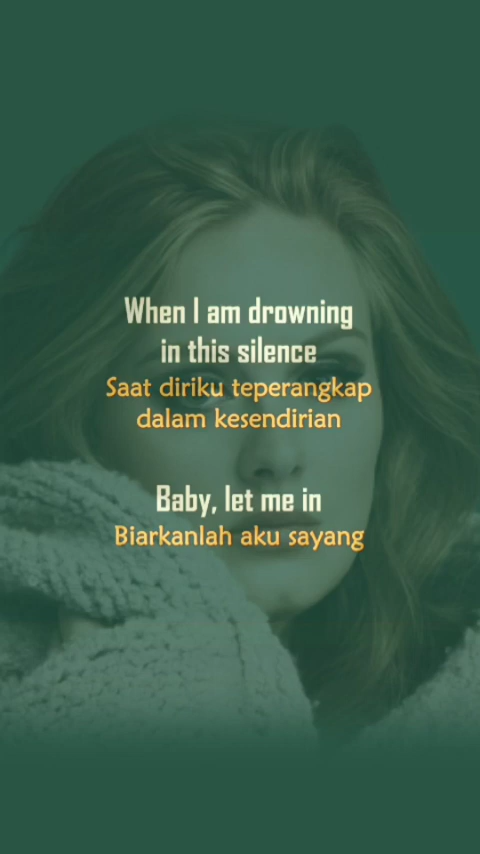 When I am drowning
in this silence
Saat diriku teperangkap
dalam kesendirian
Baby, let me in
Biarkanlah aku sayang